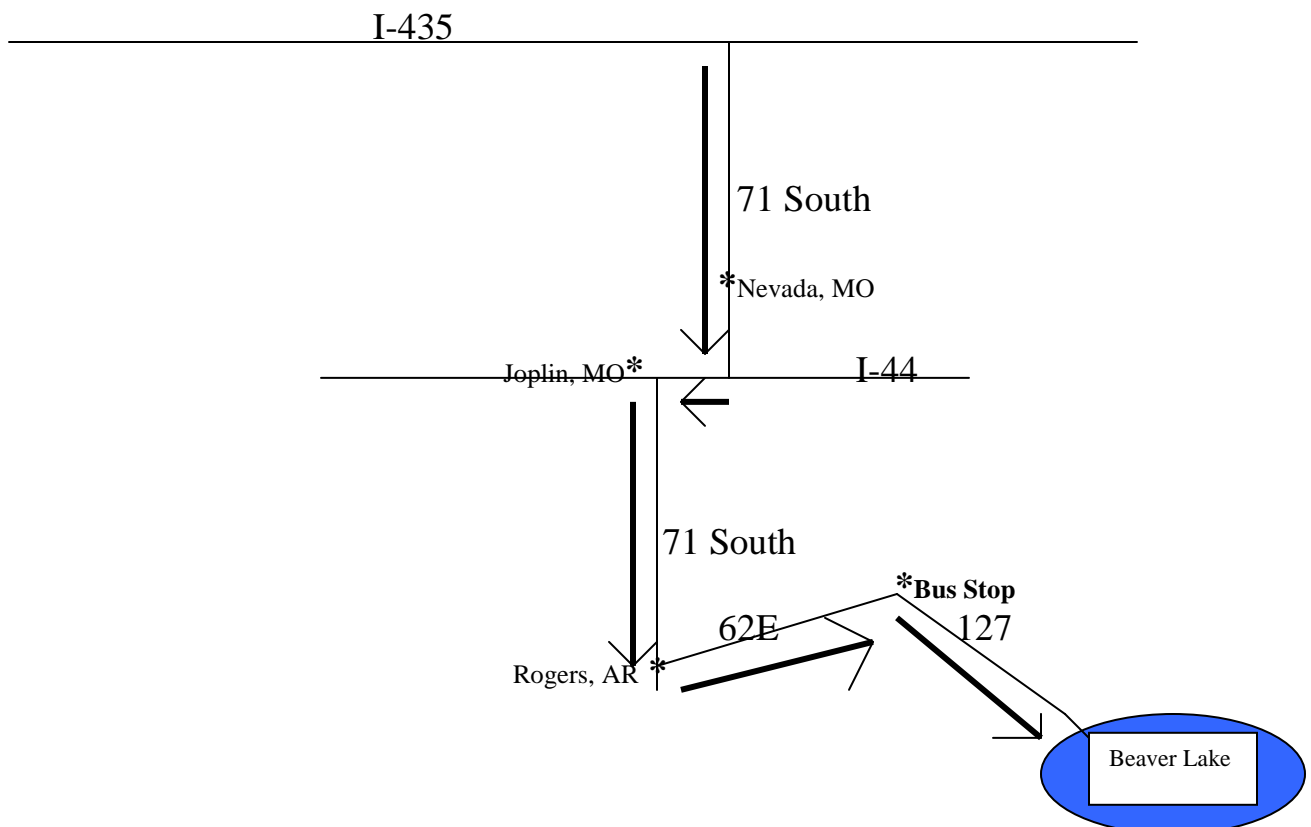 I-435
71 South
*Nevada, MO
Joplin, MO*
I-44
71 South
*Bus Stop
62E
127
Rogers, AR *
Beaver Lake